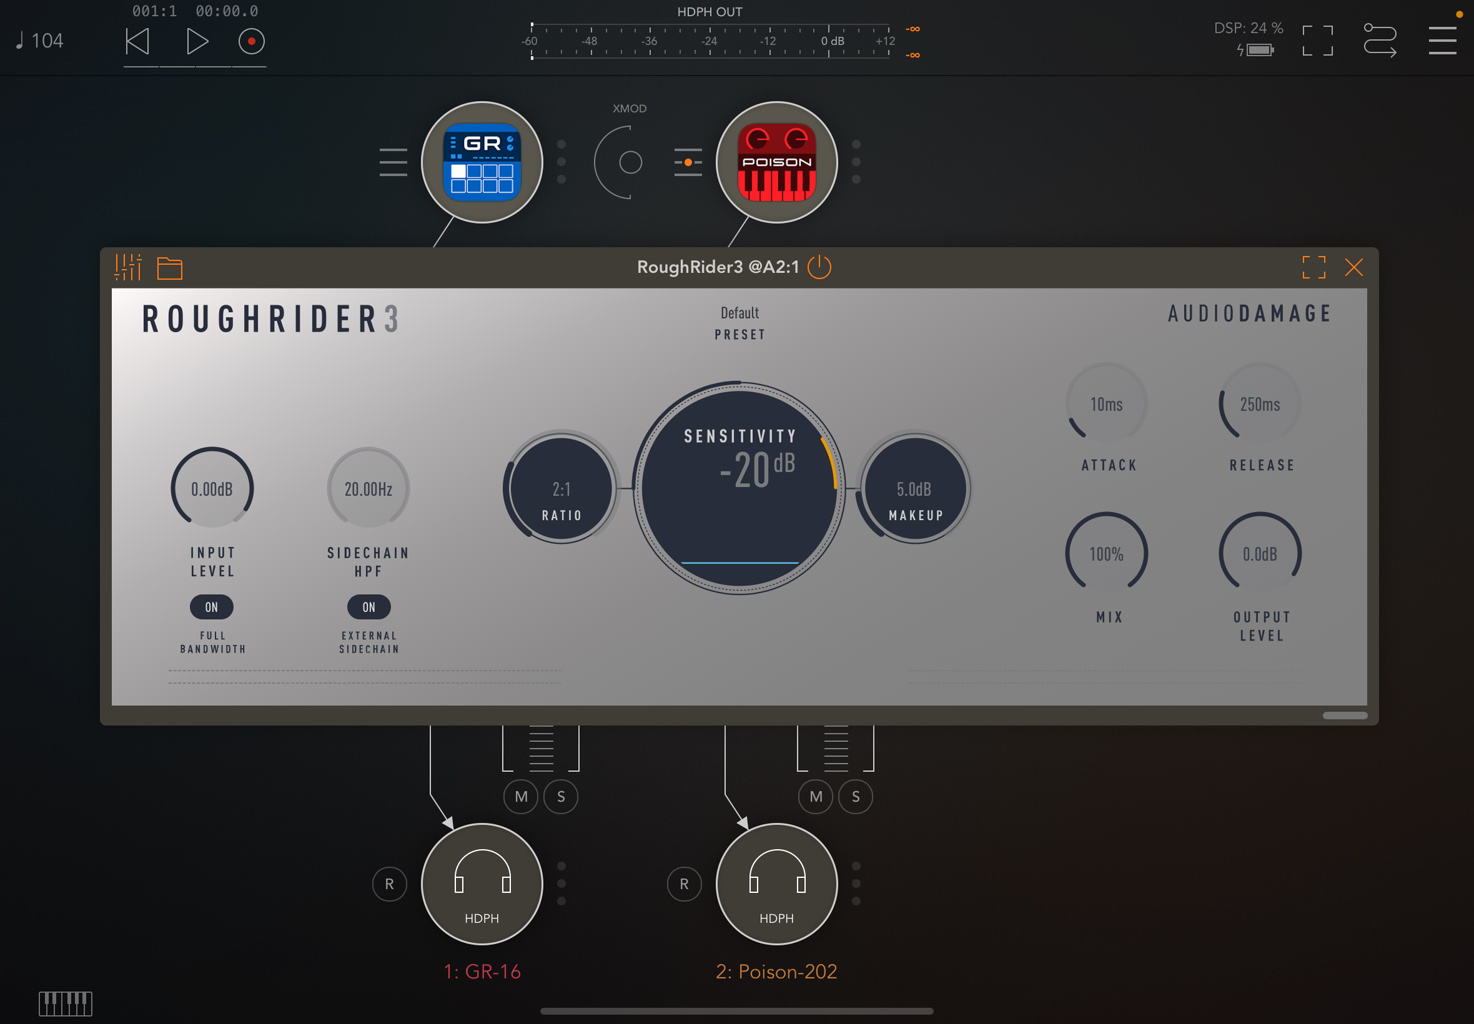 001:1 00:00.0
♩ 104
HDPH OUT
-60 -48 -36 -24 -12 0 dB +12
-∞
-∞
DSP: 24 %
XMOD
GR
POISON
RoughRider3 @A2:1
ROUGHRIDER3
Default
PRESET
AUDIODAMAGE
10ms
ATTACK
250ms
RELEASE
SENSITIVITY
-20 dB
0.00dB
INPUT
LEVEL
20.00Hz
SIDECHAIN
HPF
2:1
RATIO
5.0dB
MAKEUP
100%
MIX
0.0dB
OUTPUT
LEVEL
ON
FULL
BANDWIDTH
ON
EXTERNAL
SIDECHAIN
M S
M S
R
HDPH
R
HDPH
1: GR-16
2: Poison-202